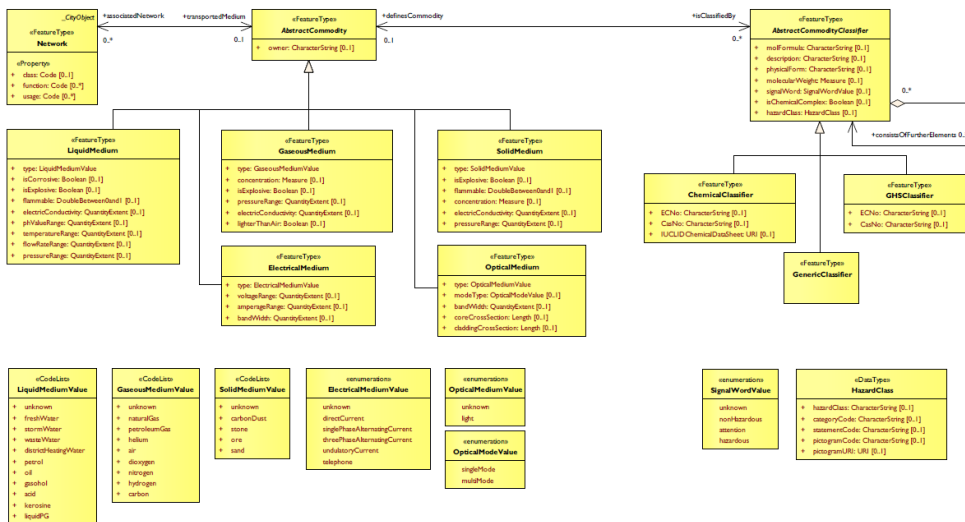 _CityObject
«FeatureType»
Network
«Property»
+ class: Code [0..1]
+ function: Code [0..*]
+ usage: Code [0..*]
+associatedNetwork
0..*
+transportedMedium
0..1
«FeatureType»
AbstractCommodity
+ owner: CharacterString [0..1]
+definesCommodity
0..1
+isClassifiedBy
0..*
«FeatureType»
AbstractCommodityClassifier
+ molFormula: CharacterString [0..1]
+ description: CharacterString [0..1]
+ physicalForm: CharacterString [0..1]
+ molecularWeight: Measure [0..1]
+ signalWord: SignalWordValue [0..1]
+ isChemicalComplex: Boolean [0..1]
+ hazardClass: HazardClass [0..1]
0..*
+consistsOfFurtherElements 0..
«FeatureType»
LiquidMedium
+ type: LiquidMediumValue
+ isCorrosive: Boolean [0..1]
+ isExplosive: Boolean [0..1]
+ flammable: DoubleBetween0and1 [0..1]
+ electricConductivity: QuantityExtent [0..1]
+ phValueRange: QuantityExtent [0..1]
+ temperatureRange: QuantityExtent [0..1]
+ flowRateRange: QuantityExtent [0..1]
+ pressureRange: QuantityExtent [0..1]
«FeatureType»
GaseousMedium
+ type: GaseousMediumValue
+ concentration: Measure [0..1]
+ isExplosive: Boolean [0..1]
+ pressureRange: QuantityExtent [0..1]
+ electricConductivity: QuantityExtent [0..1]
+ lighterThanAir: Boolean [0..1]
«FeatureType»
SolidMedium
+ type: SolidMediumValue
+ isExplosive: Boolean [0..1]
+ flammable: DoubleBetween0and1 [0..1]
+ concentration: Measure [0..1]
+ electricConductivity: QuantityExtent [0..1]
+ pressureRange: QuantityExtent [0..1]
«FeatureType»
ChemicalClassifier
+ ECNo: CharacterString [0..1]
+ CasNo: CharacterString [0..1]
+ IUCLIDChemicalDataSheet: URI [0..1]
«FeatureType»
GHSClassifier
+ ECNo: CharacterString [0..1]
+ CasNo: CharacterString [0..1]
«FeatureType»
GenericClassifier
«FeatureType»
ElectricalMedium
+ type: ElectricalMediumValue
+ voltageRange: QuantityExtent [0..1]
+ amperageRange: QuantityExtent [0..1]
+ bandWidth: QuantityExtent [0..1]
«FeatureType»
OpticalMedium
+ type: OpticalMediumValue
+ modeType: OpticalModeValue [0..1]
+ bandWidth: QuantityExtent [0..1]
+ coreCrossSection: Length [0..1]
+ claddingCrossSection: Length [0..1]
«CodeList»
LiquidMediumValue
+ unknown
+ freshWater
+ stormWater
+ wasteWater
+ districtHeatingWater
+ petrol
+ oil
+ gasohol
+ acid
+ kerosine
+ liquidPG
«CodeList»
GaseousMediumValue
+ unknown
+ naturalGas
+ petroleumGas
+ helium
+ air
+ dioxygen
+ nitrogen
+ hydrogen
+ carbon
«CodeList»
SolidMediumValue
+ unknown
+ carbonDust
+ stone
+ ore
+ sand
«enumeration»
ElectricalMediumValue
unknown
directCurrent
singlePhaseAlternatingCurrent
threePhaseAlternatingCurrent
undulatoryCurrent
telephone
«enumeration»
OpticalMediumValue
unknown
light
«enumeration»
OpticalModeValue
singleMode
multiMode
«enumeration»
SignalWordValue
unknown
nonHazardous
attention
hazardous
«DataType»
HazardClass
+ hazardClass: CharacterString [0..1]
+ categoryCode: CharacterString [0..1]
+ statementCode: CharacterString [0..1]
+ pictogramCode: CharacterString [0..1]
+ pictogramURI: URI [0..1]